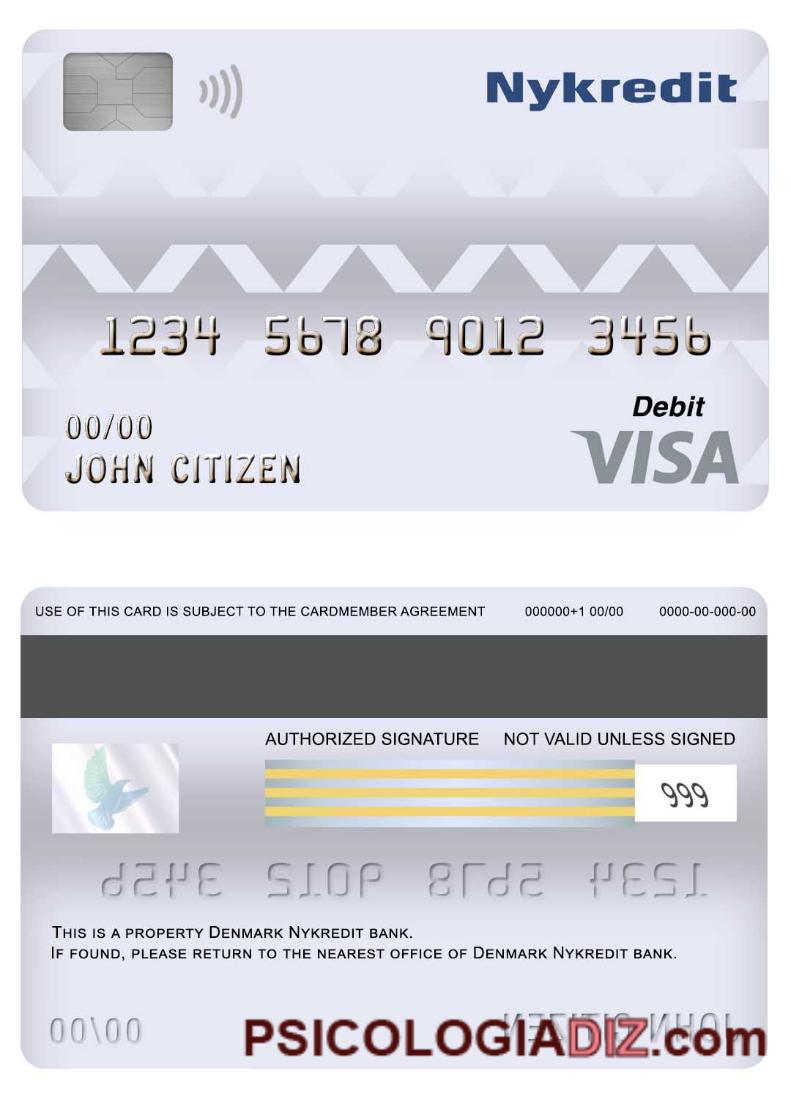 Nykredit
1234 5678 9012 3456
Debit
00/00
VISA
JOHN CITIZEN
USE OF THIS CARD IS SUBJECT TO THE CARDMEMBER AGREEMENT 000000+1 00/00 0000-00-000-00
AUTHORIZED SIGNATURE NOT VALID UNLESS SIGNED
999
1234 5678 9012 3456
THIS IS A PROPERTY DENMARK NYKREDIT BANK.
IF FOUND, PLEASE RETURN TO THE NEAREST OFFICE OF DENMARK NYKREDIT BANK.
00/00 JOHN CITIZEN
PSICOLOGIADIZ.com